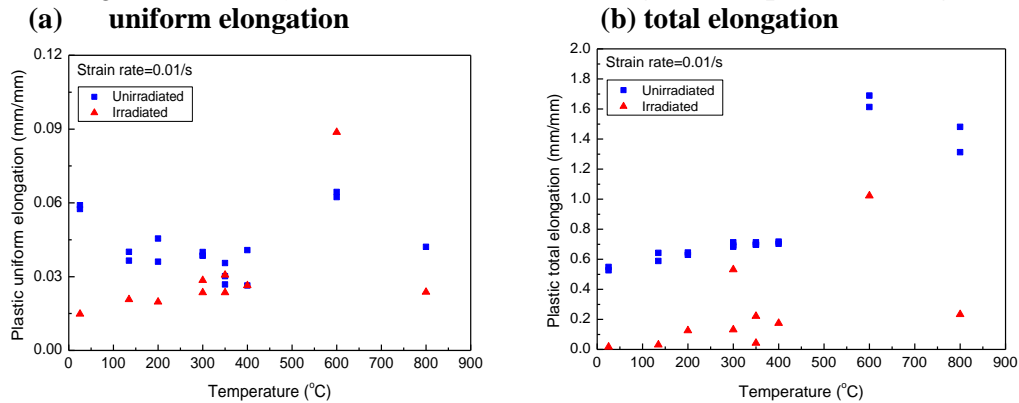 (a) uniform elongation
(b) total elongation
0.12
0.09
0.06
0.03
0.00
Plastic uniform elongation (mm/mm)
Strain rate=0.01/s
Unirradiated
Irradiated
0 100 200 300 400 500 600 700 800 900
Temperature (°C)
2.0
1.8
1.6
1.4
1.2
1.0
0.8
0.6
0.4
0.2
0.0
Plastic total elongation (mm/mm)
Strain rate=0.01/s
Unirradiated
Irradiated
0 100 200 300 400 500 600 700 800 900
Temperature (°C)